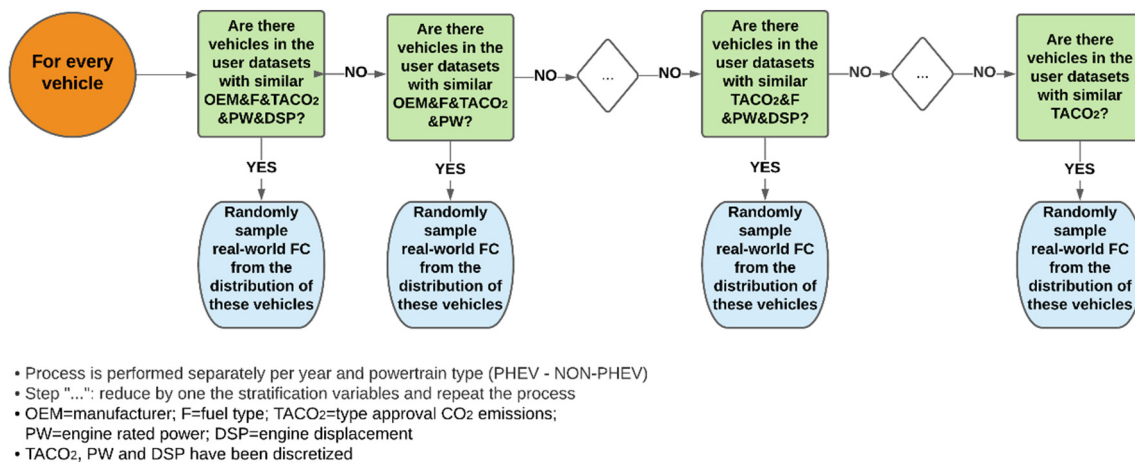 For every
vehicle
Are there
vehicles in the
user datasets
with similar
OEM&F&TACO₂
&PW&DSP?
NO
Are there
vehicles in the
user datasets
with similar
OEM&F&TACO₂
&PW?
NO
...
NO
Are there
vehicles in the
user datasets
with similar
TACO₂&F
&PW&DSP?
NO
...
NO
Are there
vehicles in the
user datasets
with similar
TACO₂?
YES
YES
YES
YES
Randomly
sample
real-world FC
from the
distribution of
these vehicles
Randomly
sample
real-world FC
from the
distribution of
these vehicles
Randomly
sample
real-world FC
from the
distribution of
these vehicles
Randomly
sample
real-world FC
from the
distribution of
these vehicles
• Process is performed separately per year and powertrain type (PHEV - NON-PHEV)
• Step "...": reduce by one the stratification variables and repeat the process
• OEM=manufacturer; F=fuel type; TACO₂=type approval CO₂ emissions;
PW=engine rated power; DSP=engine displacement
• TACO₂, PW and DSP have been discretized